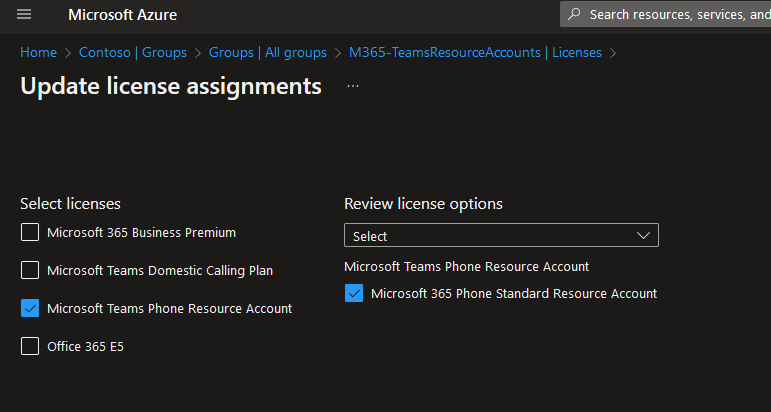 Microsoft Azure
Search resources, services, and
Home > Contoso | Groups > Groups | All groups > M365-TeamsResourceAccounts | Licenses >
Update license assignments ...
Select licenses
Microsoft 365 Business Premium
Microsoft Teams Domestic Calling Plan
Microsoft Teams Phone Resource Account
Office 365 E5
Review license options
Select
Microsoft Teams Phone Resource Account
Microsoft 365 Phone Standard Resource Account